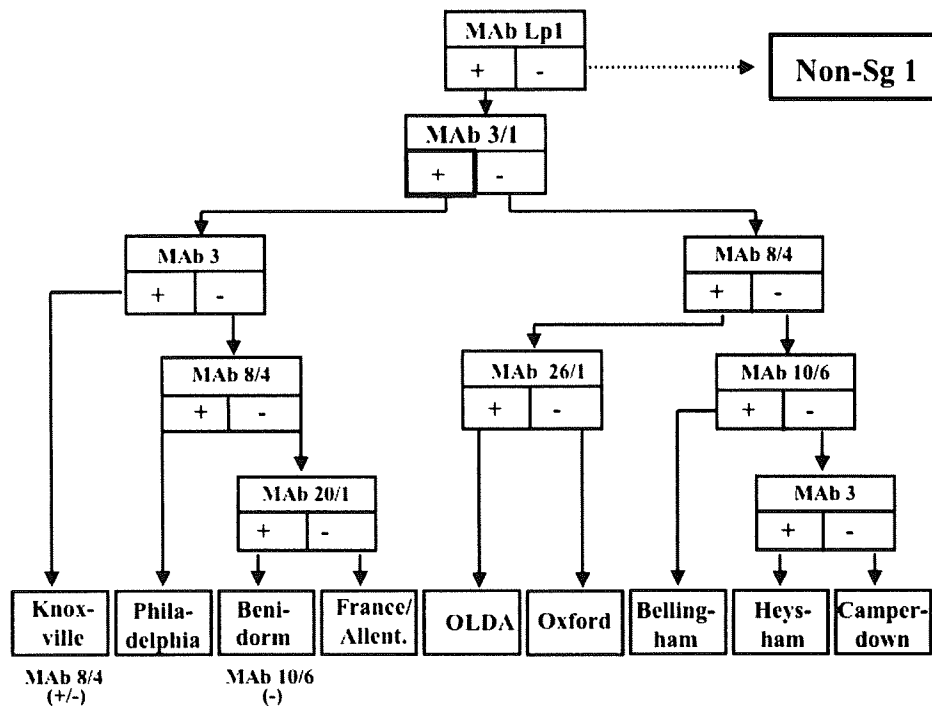 MAb Lp1
+ -
Non-Sg 1
MAb 3/1
+ -
MAb 3
+ -
MAb 8/4
+ -
MAb 8/4
+ -
MAb 26/1
+ -
MAb 10/6
+ -
MAb 20/1
+ -
MAb 3
+ -
Knox-
ville
Phila-
delphia
Beni-
dorm
France/
Allent.
OLDA
Oxford
Belling-
ham
Heys-
ham
Camper-
down
MAb 8/4
(+/-)
MAb 10/6
(-)